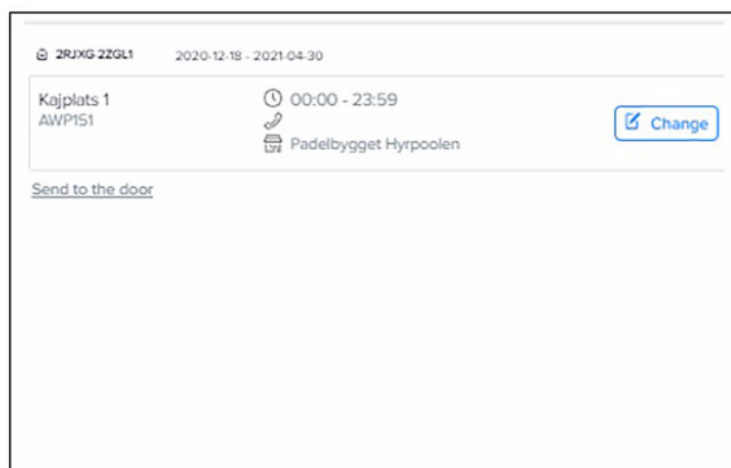 2RJXG 2ZGL1 2020-12-18 - 2021-04-30
Kajplats 1
AWP151
00:00 - 23:59
Padelbygget Hyrpoolen
Change
Send to the door